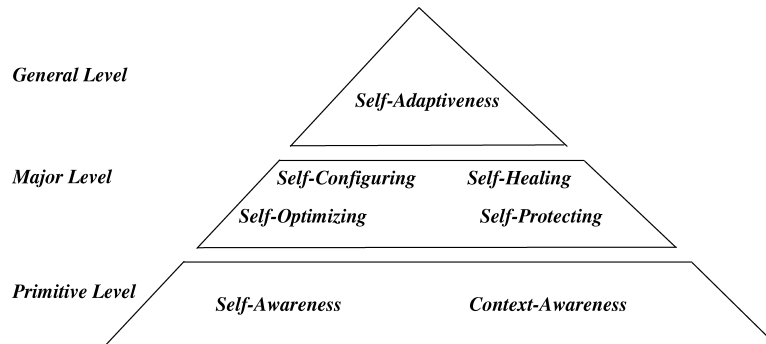 General Level
Self-Adaptiveness
Major Level
Self-Configuring Self-Healing
Self-Optimizing Self-Protecting
Primitive Level
Self-Awareness Context-Awareness